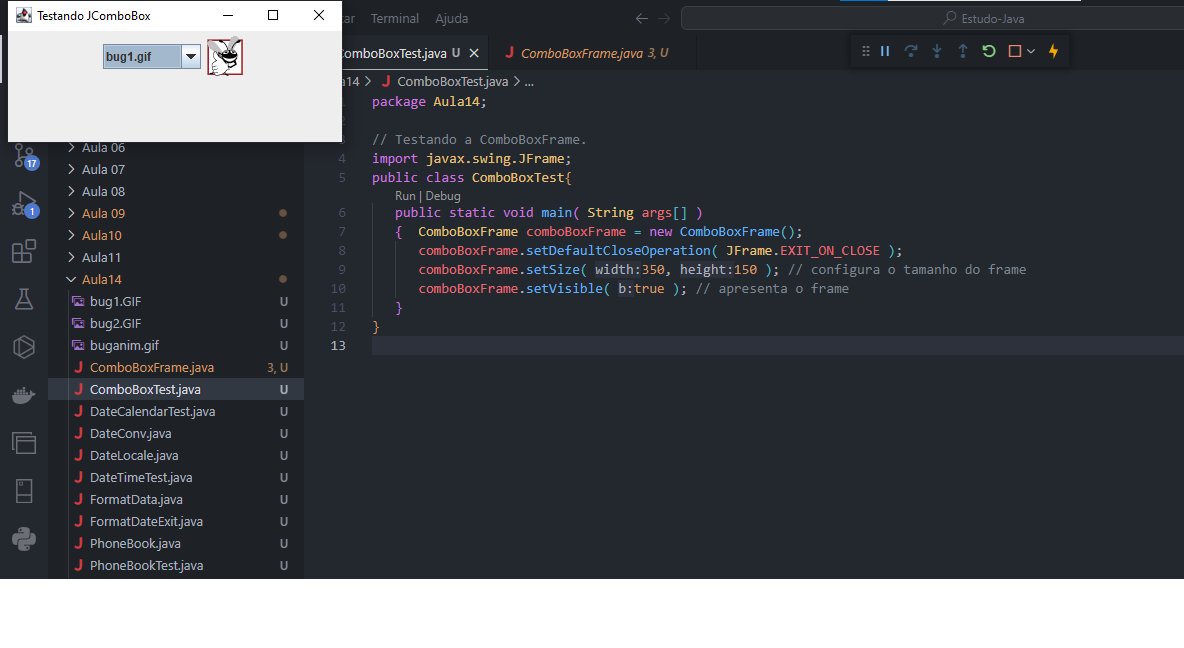 Testando JComboBox
bug1.gif
Terminal Ajuda
Estudo-Java
ComboBoxTest.java U
ComboBoxFrame.java 3, U
ComboBoxTest.java > ...
17
1
Aula 06
Aula 07
Aula 08
Aula 09
Aula10
Aula11
Aula14
bug1.GIF U
bug2.GIF U
buganim.gif U
ComboBoxFrame.java 3, U
ComboBoxTest.java U
DateCalendarTest.java U
DateConv.java U
DateLocale.java U
DateTimeTest.java U
FormatData.java U
FormatDateExit.java U
PhoneBook.java U
PhoneBookTest.java U
package Aula14;
// Testando a ComboBoxFrame.
4 import javax.swing.JFrame;
5 public class ComboBoxTest{
Run | Debug
6 public static void main( String args[] )
7 { ComboBoxFrame comboBoxFrame = new ComboBoxFrame();
8 comboBoxFrame.setDefaultCloseOperation( JFrame.EXIT_ON_CLOSE );
9 comboBoxFrame.setSize( width:350, height:150 ); // configura o tamanho do frame
10 comboBoxFrame.setVisible( b:true ); // apresenta o frame
11 }
12 }
13